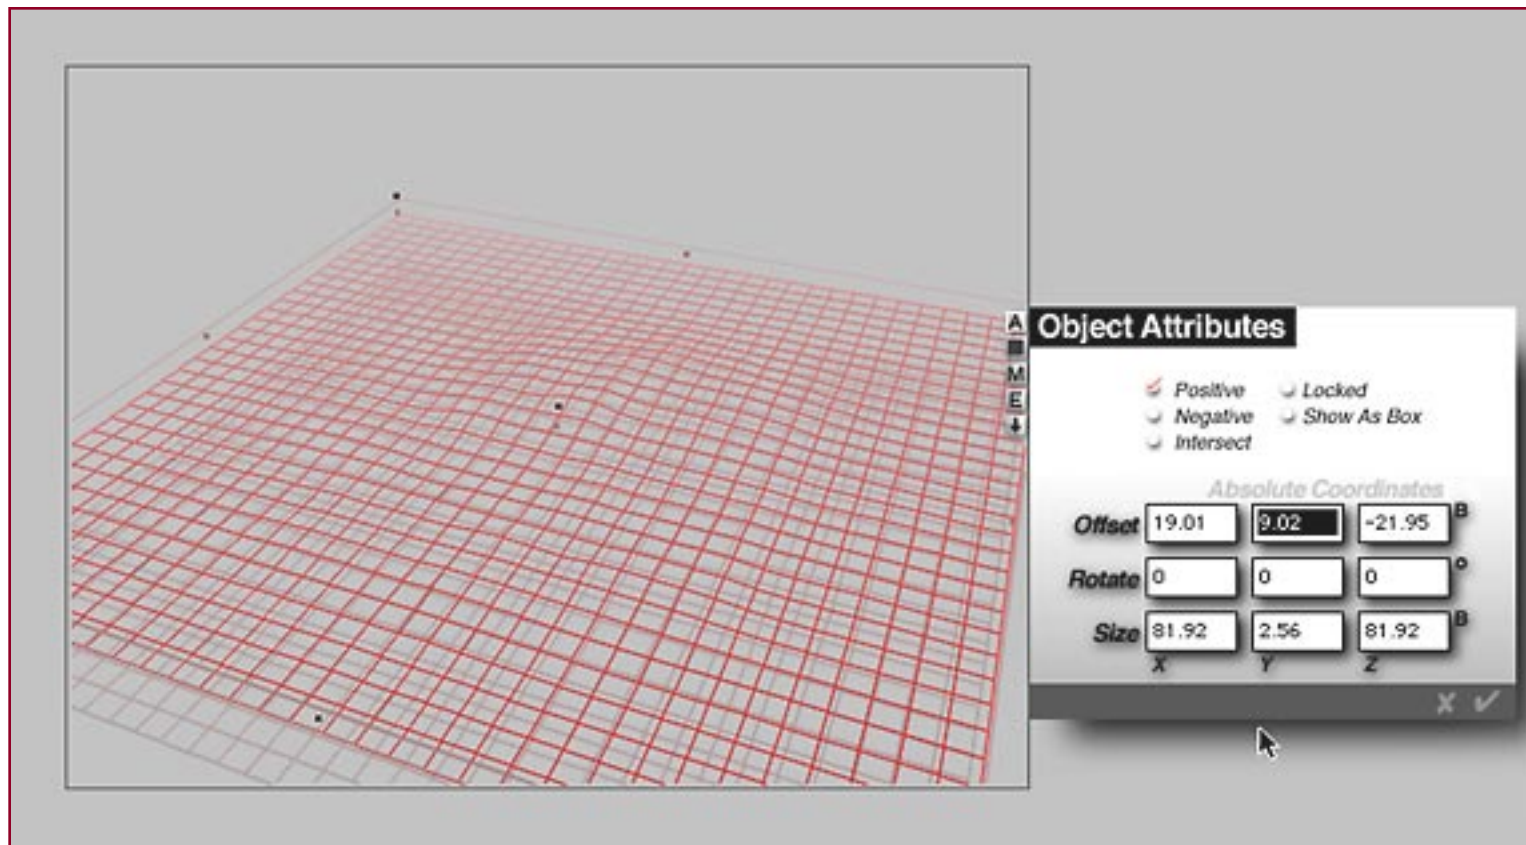 A
M
E
Object Attributes
Positive Locked
Negative Show As Box
Intersect
Absolute Coordinates
Offset 19.01 9.02 -21.95 B
Rotate 0 0 0 °
Size 81.92 2.56 81.92 B
X Y Z